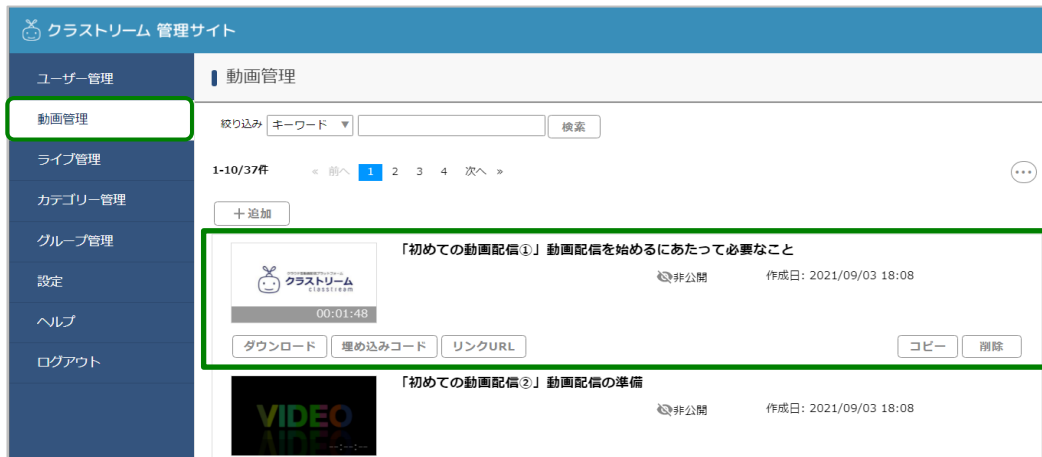 クラストリーム 管理サイト
ユーザー管理
動画管理
ライブ管理
カテゴリー管理
グループ管理
設定
ヘルプ
ログアウト
動画管理
絞り込み キーワード ▼ 検索
1-10/37件 « 前へ 1 2 3 4 次へ »
+追加
「初めての動画配信①」動画配信を始めるにあたって必要なこと
クラストリーム
classtream
00:01:48
非公開 作成日: 2021/09/03 18:08
ダウンロード 埋め込みコード リンクURL コピー 削除
「初めての動画配信②」動画配信の準備
VIDEO
--:--:--
非公開 作成日: 2021/09/03 18:08